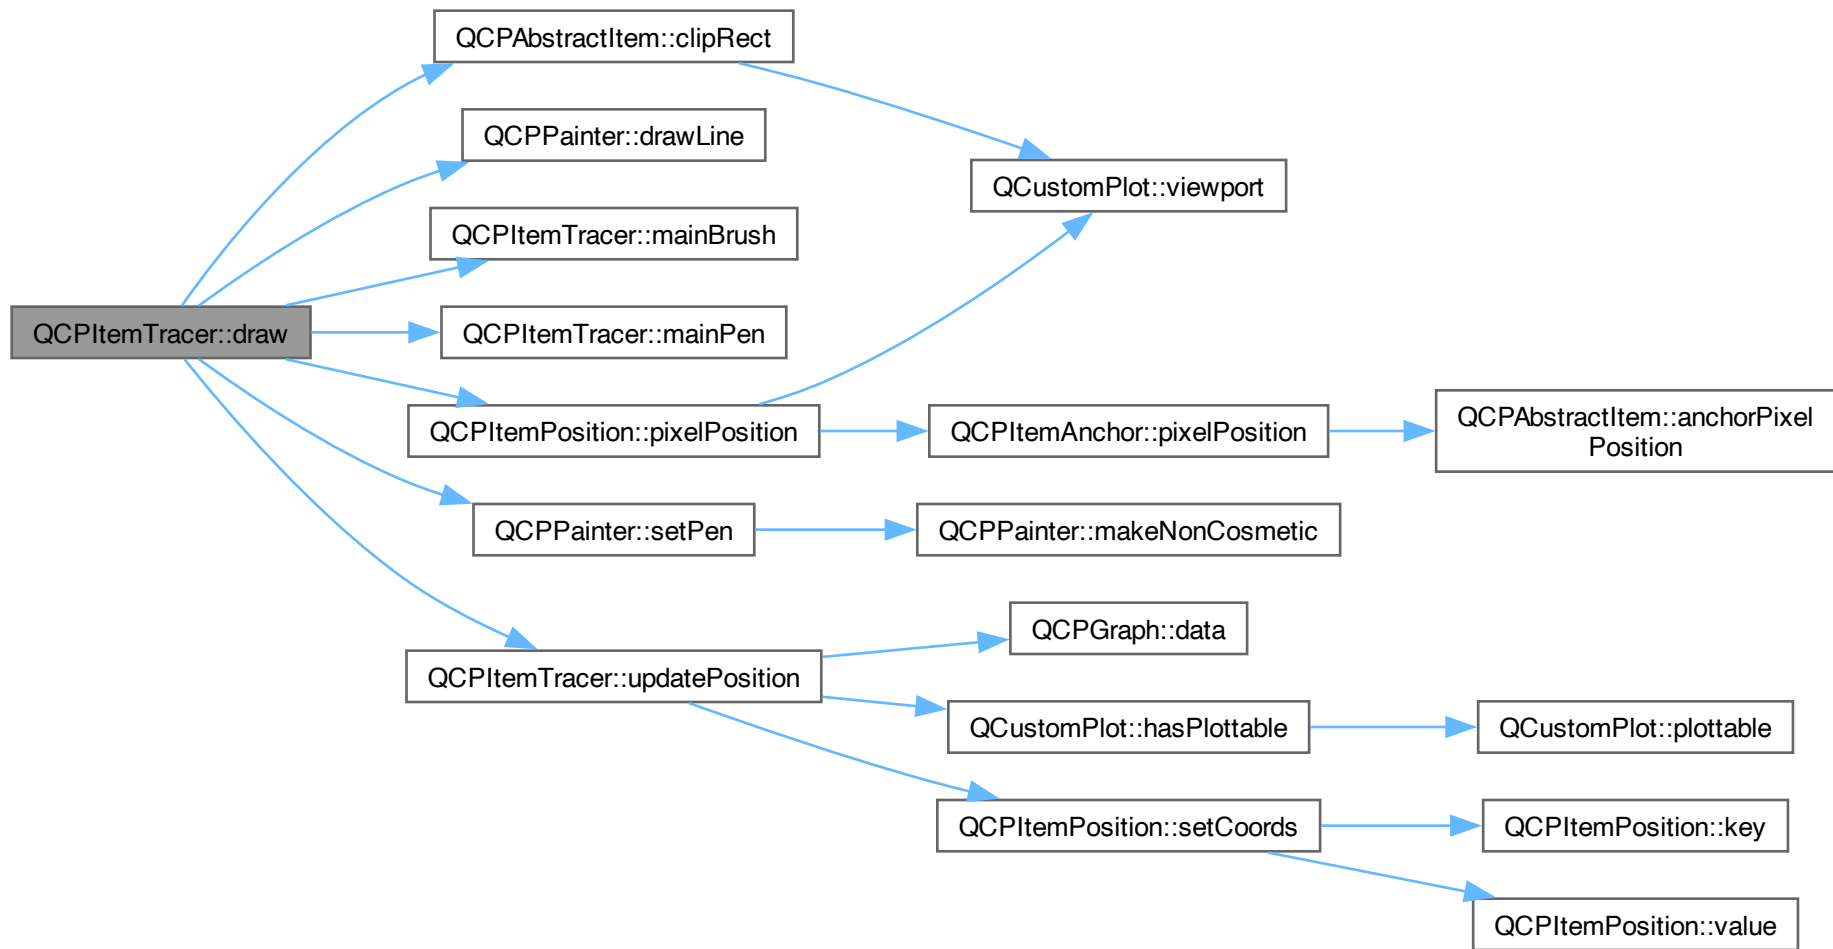 QCPAbstractItem::clipRect
QCPPainter::drawLine
QCustomPlot::viewport
QCPItemTracer::mainBrush
QCPItemTracer::draw
QCPItemTracer::mainPen
QCPItemPosition::pixelPosition
QCPItemAnchor::pixelPosition
QCPAbstractItem::anchorPixel
Position
QCPPainter::setPen
QCPPainter::makeNonCosmetic
QCPGraph::data
QCPItemTracer::updatePosition
QCustomPlot::hasPlottable
QCustomPlot::plottable
QCPItemPosition::setCoords
QCPItemPosition::key
QCPItemPosition::value